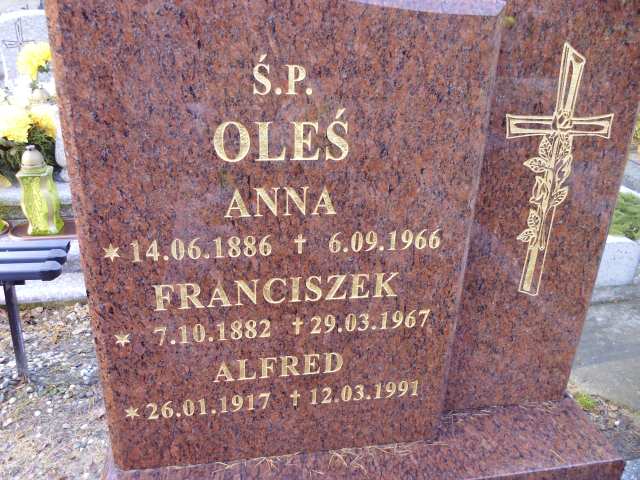 Ś.P.
OLEŚ
ANNA
* 14.06.1886 † 6.09.1966
FRANCISZEK
* 7.10.1882 † 29.03.1967
ALFRED
* 26.01.1917 † 12.03.1991